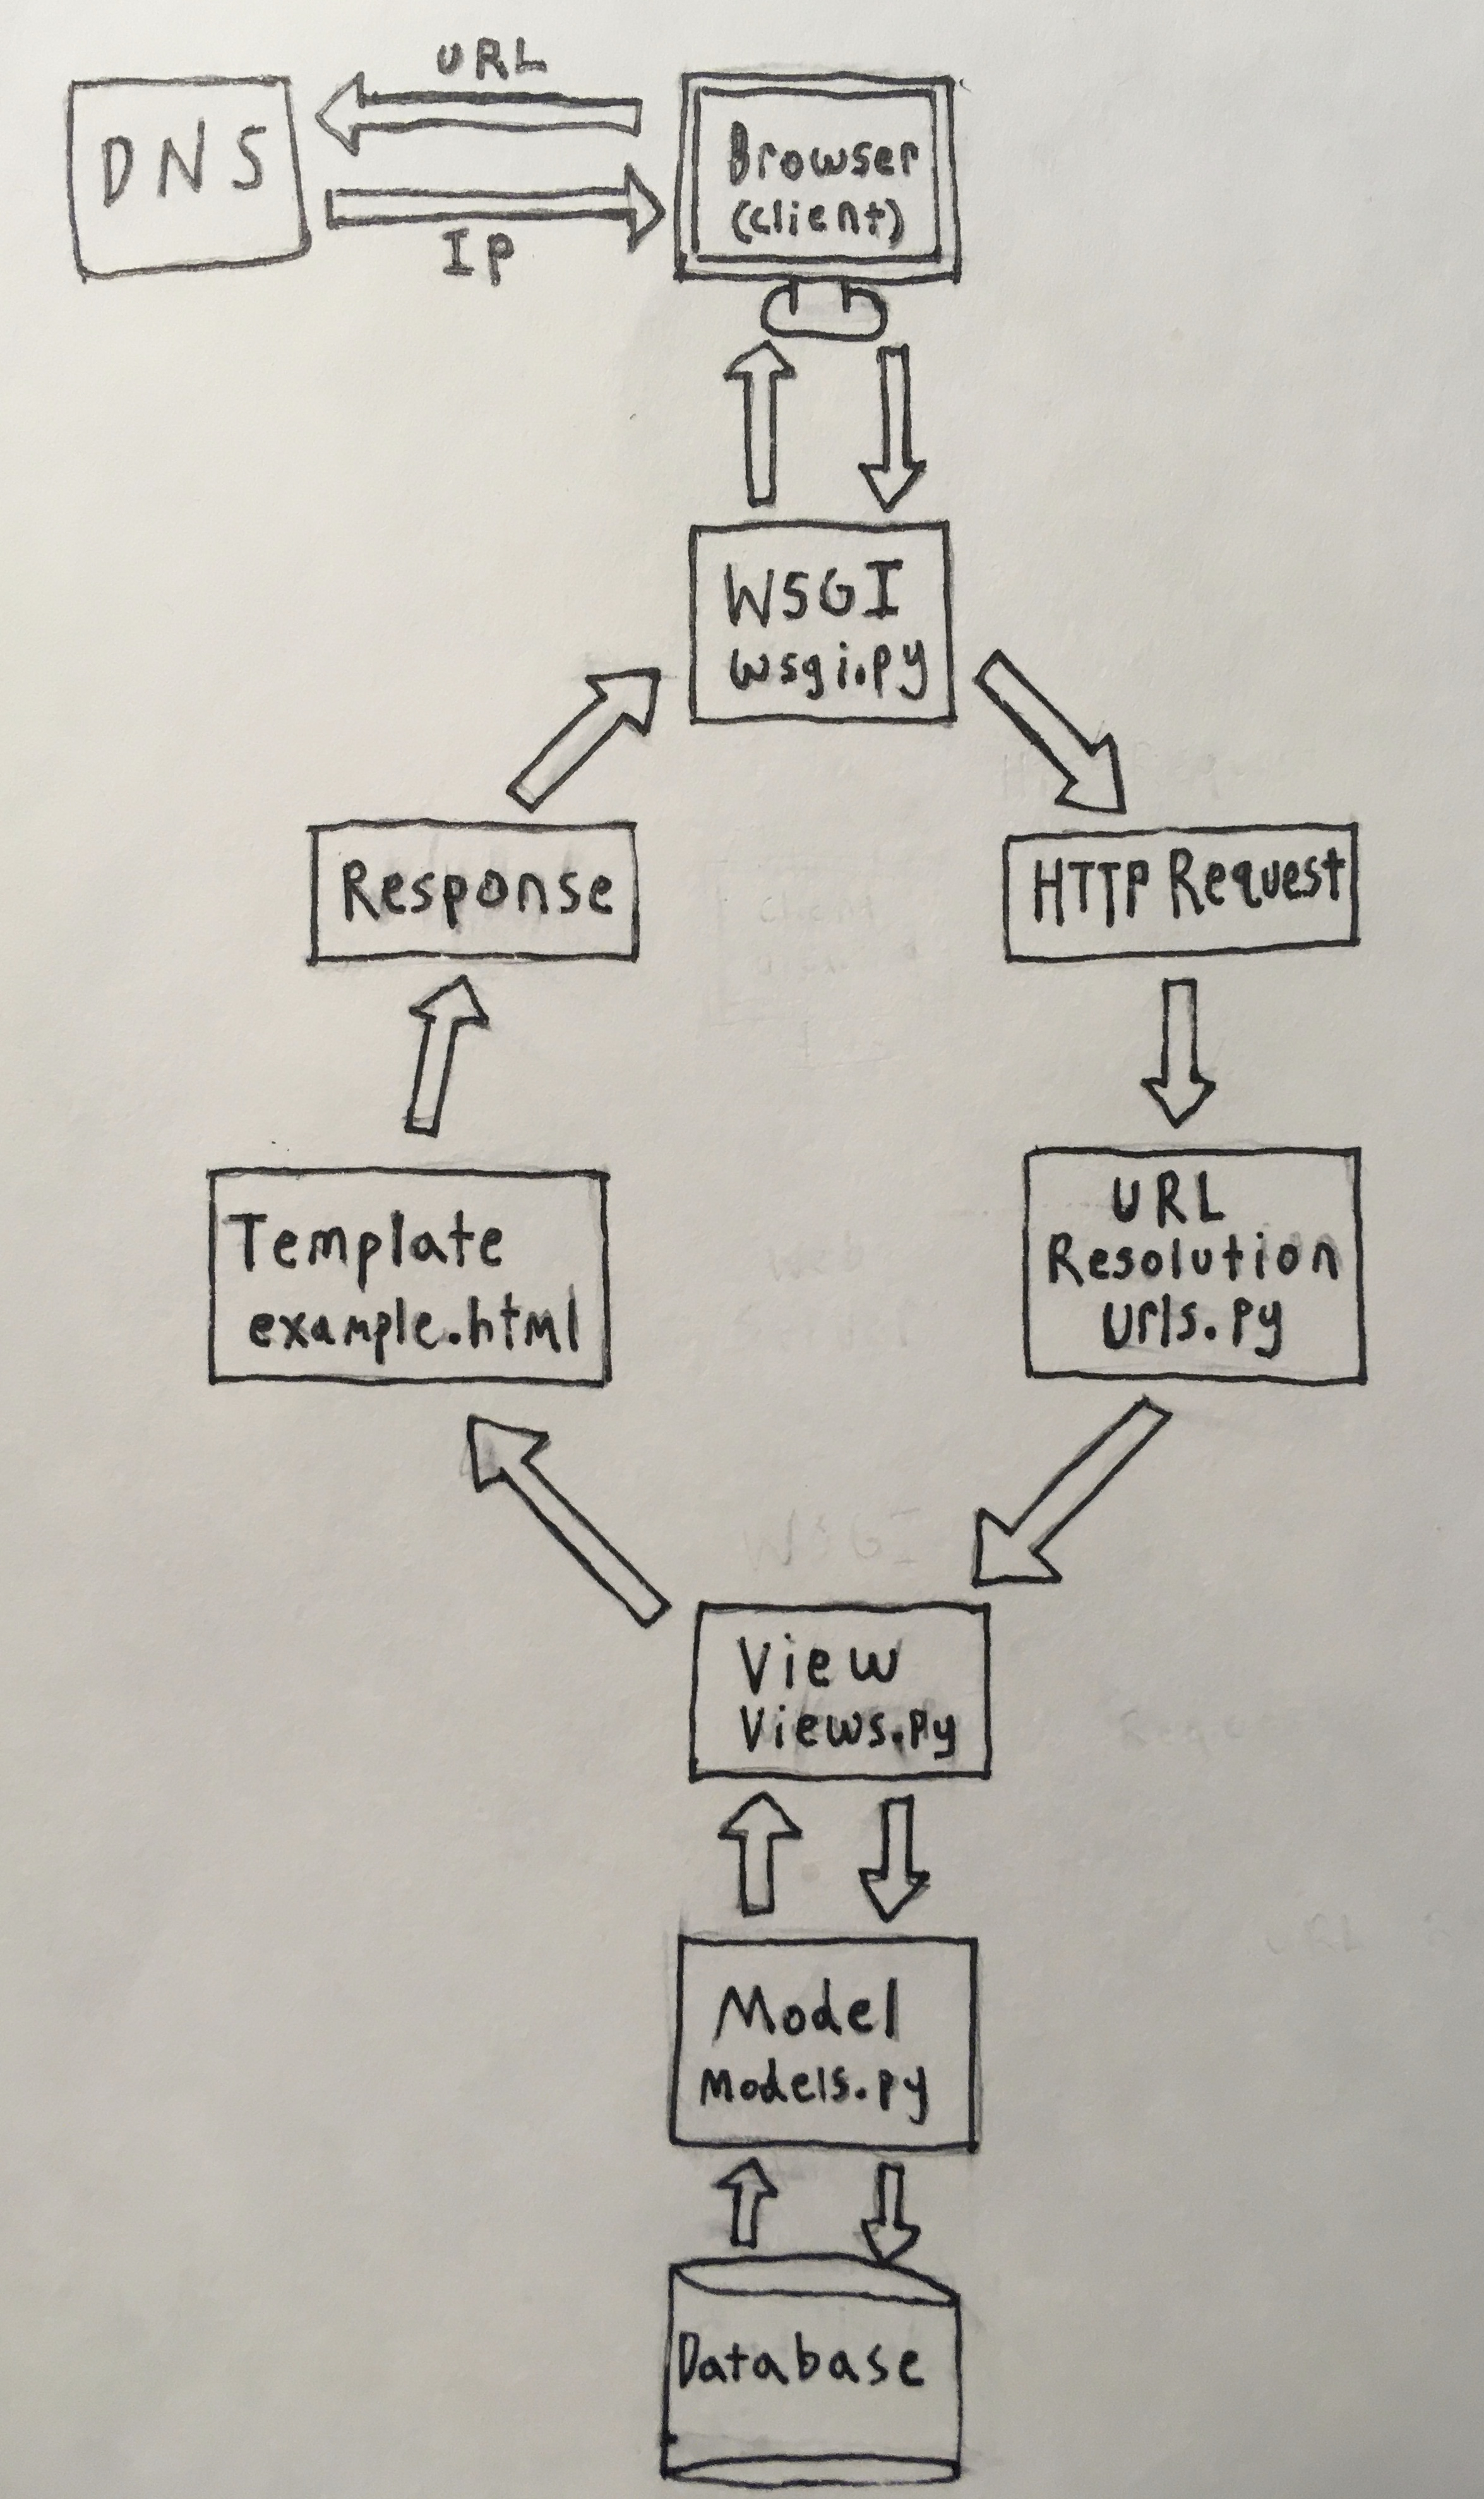 URL
DNS
IP
Browser
(client)
WSGI
wsgi.py
Response
HTTP Request
Template
example.html
URL
Resolution
urls.py
View
Views.py
Model
Models.py
Database